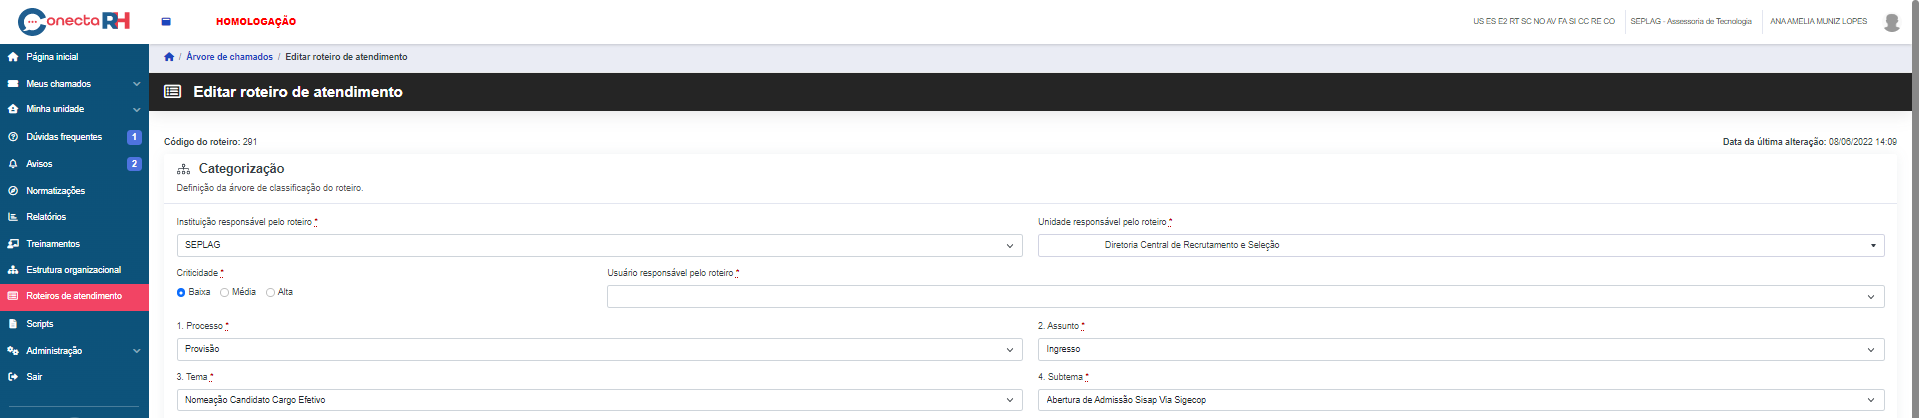 Conecta RH
HOMOLOGAÇÃO
US ES E2 RT SC NO AV FA SI CC RE CO
SEPLAG - Assessoria de Tecnologia
ANA AMELIA MUNIZ LOPES
Página inicial
Meus chamados
Minha unidade
Dúvidas frequentes 1
Avisos 2
Normatizações
Relatórios
Treinamentos
Estrutura organizacional
Roteiros de atendimento
Scripts
Administração
Sair
/ Árvore de chamados / Editar roteiro de atendimento
Editar roteiro de atendimento
Código do roteiro: 291
Data da última alteração: 08/06/2022 14:09
Categorização
Definição da árvore de classificação do roteiro.
Instituição responsável pelo roteiro *
SEPLAG
Unidade responsável pelo roteiro *
Diretoria Central de Recrutamento e Seleção
Criticidade *
Baixa Média Alta
Usuário responsável pelo roteiro *
1. Processo *
Provisão
2. Assunto *
Ingresso
3. Tema *
Nomeação Candidato Cargo Efetivo
4. Subtema *
Abertura de Admissão Sisap Via Sigecop